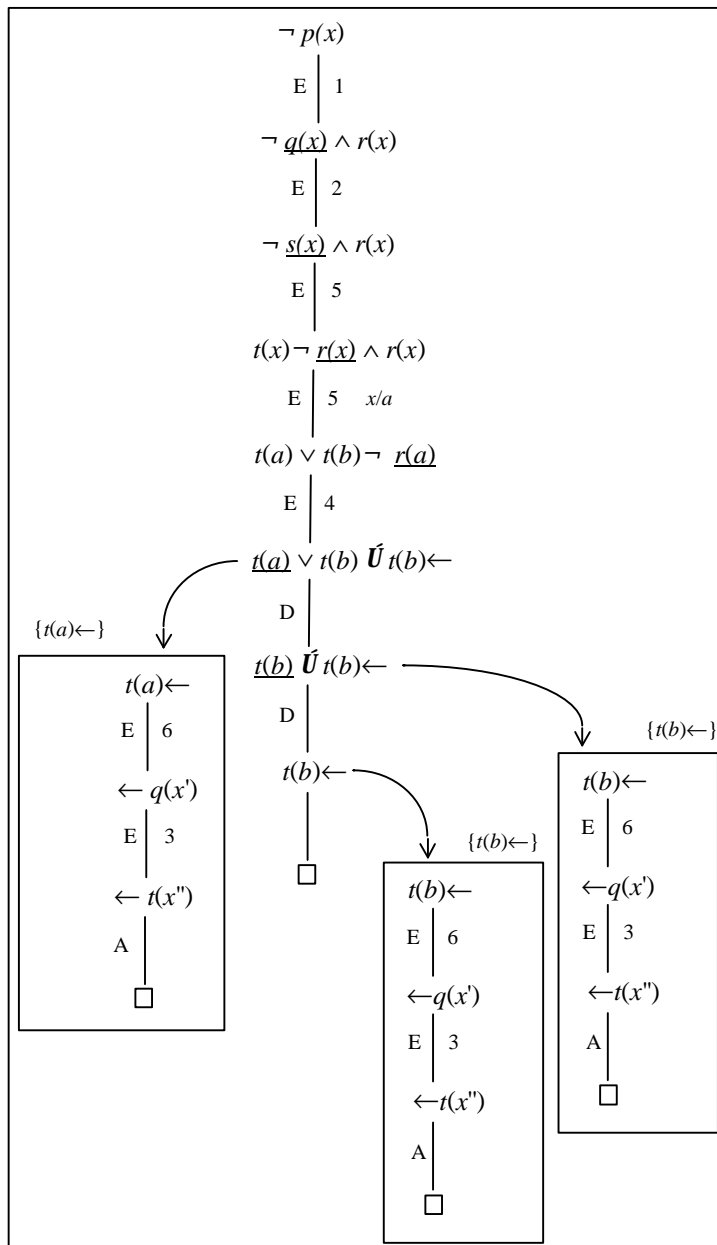 ¬ p(x)
E 1
¬ q(x) ∧ r(x)
E 2
¬ s(x) ∧ r(x)
E 5
t(x)¬ r(x) ∧ r(x)
E 5 x/a
t(a) ∨ t(b)¬ r(a)
E 4
t(a) ∨ t(b) Ú t(b)←
D
{t(a)←}
t(b) Ú t(b)←
D
t(b)←
t(a)←
E 6
← q(x')
E 3
← t(x'')
A
{t(b)←}
t(b)←
E 6
←q(x')
E 3
←t(x'')
A
{t(b)←}
t(b)←
E 6
←q(x')
E 3
←t(x'')
A